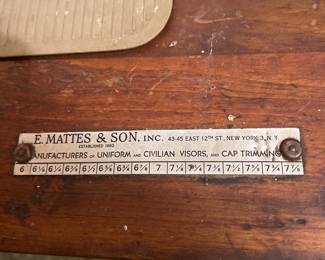 E. MATTES & SON, INC. 43-45 EAST 12TH ST., NEW YORK 3, N. Y.
ESTABLISHED 1860
MANUFACTURERS OF UNIFORM AND CIVILIAN VISORS, AND CAP TRIMMING
6 6⅛ 6¼ 6⅜ 6½ 6⅝ 6¾ 6⅞ 7 7⅛ 7¼ 7⅜ 7½ 7⅝ 7¾ 7⅞